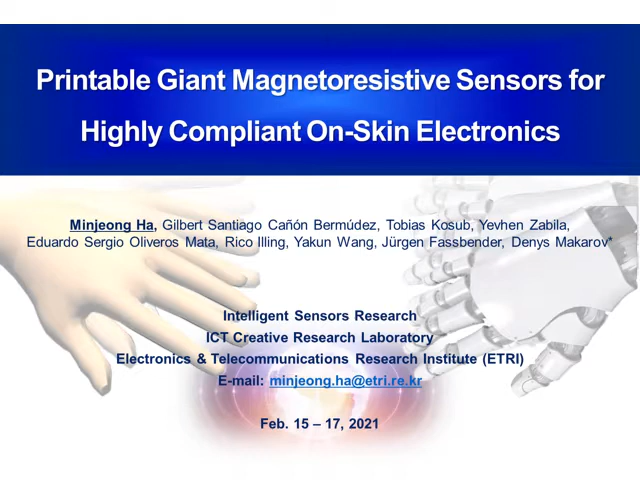 Printable Giant Magnetoresistive Sensors for
Highly Compliant On-Skin Electronics
Minjeong Ha, Gilbert Santiago Cañón Bermúdez, Tobias Kosub, Yevhen Zabila,
Eduardo Sergio Oliveros Mata, Rico Illing, Yakun Wang, Jürgen Fassbender, Denys Makarov*
Intelligent Sensors Research
ICT Creative Research Laboratory
Electronics & Telecommunications Research Institute (ETRI)
E-mail: minjeong.ha@etri.re.kr
Feb. 15 – 17, 2021